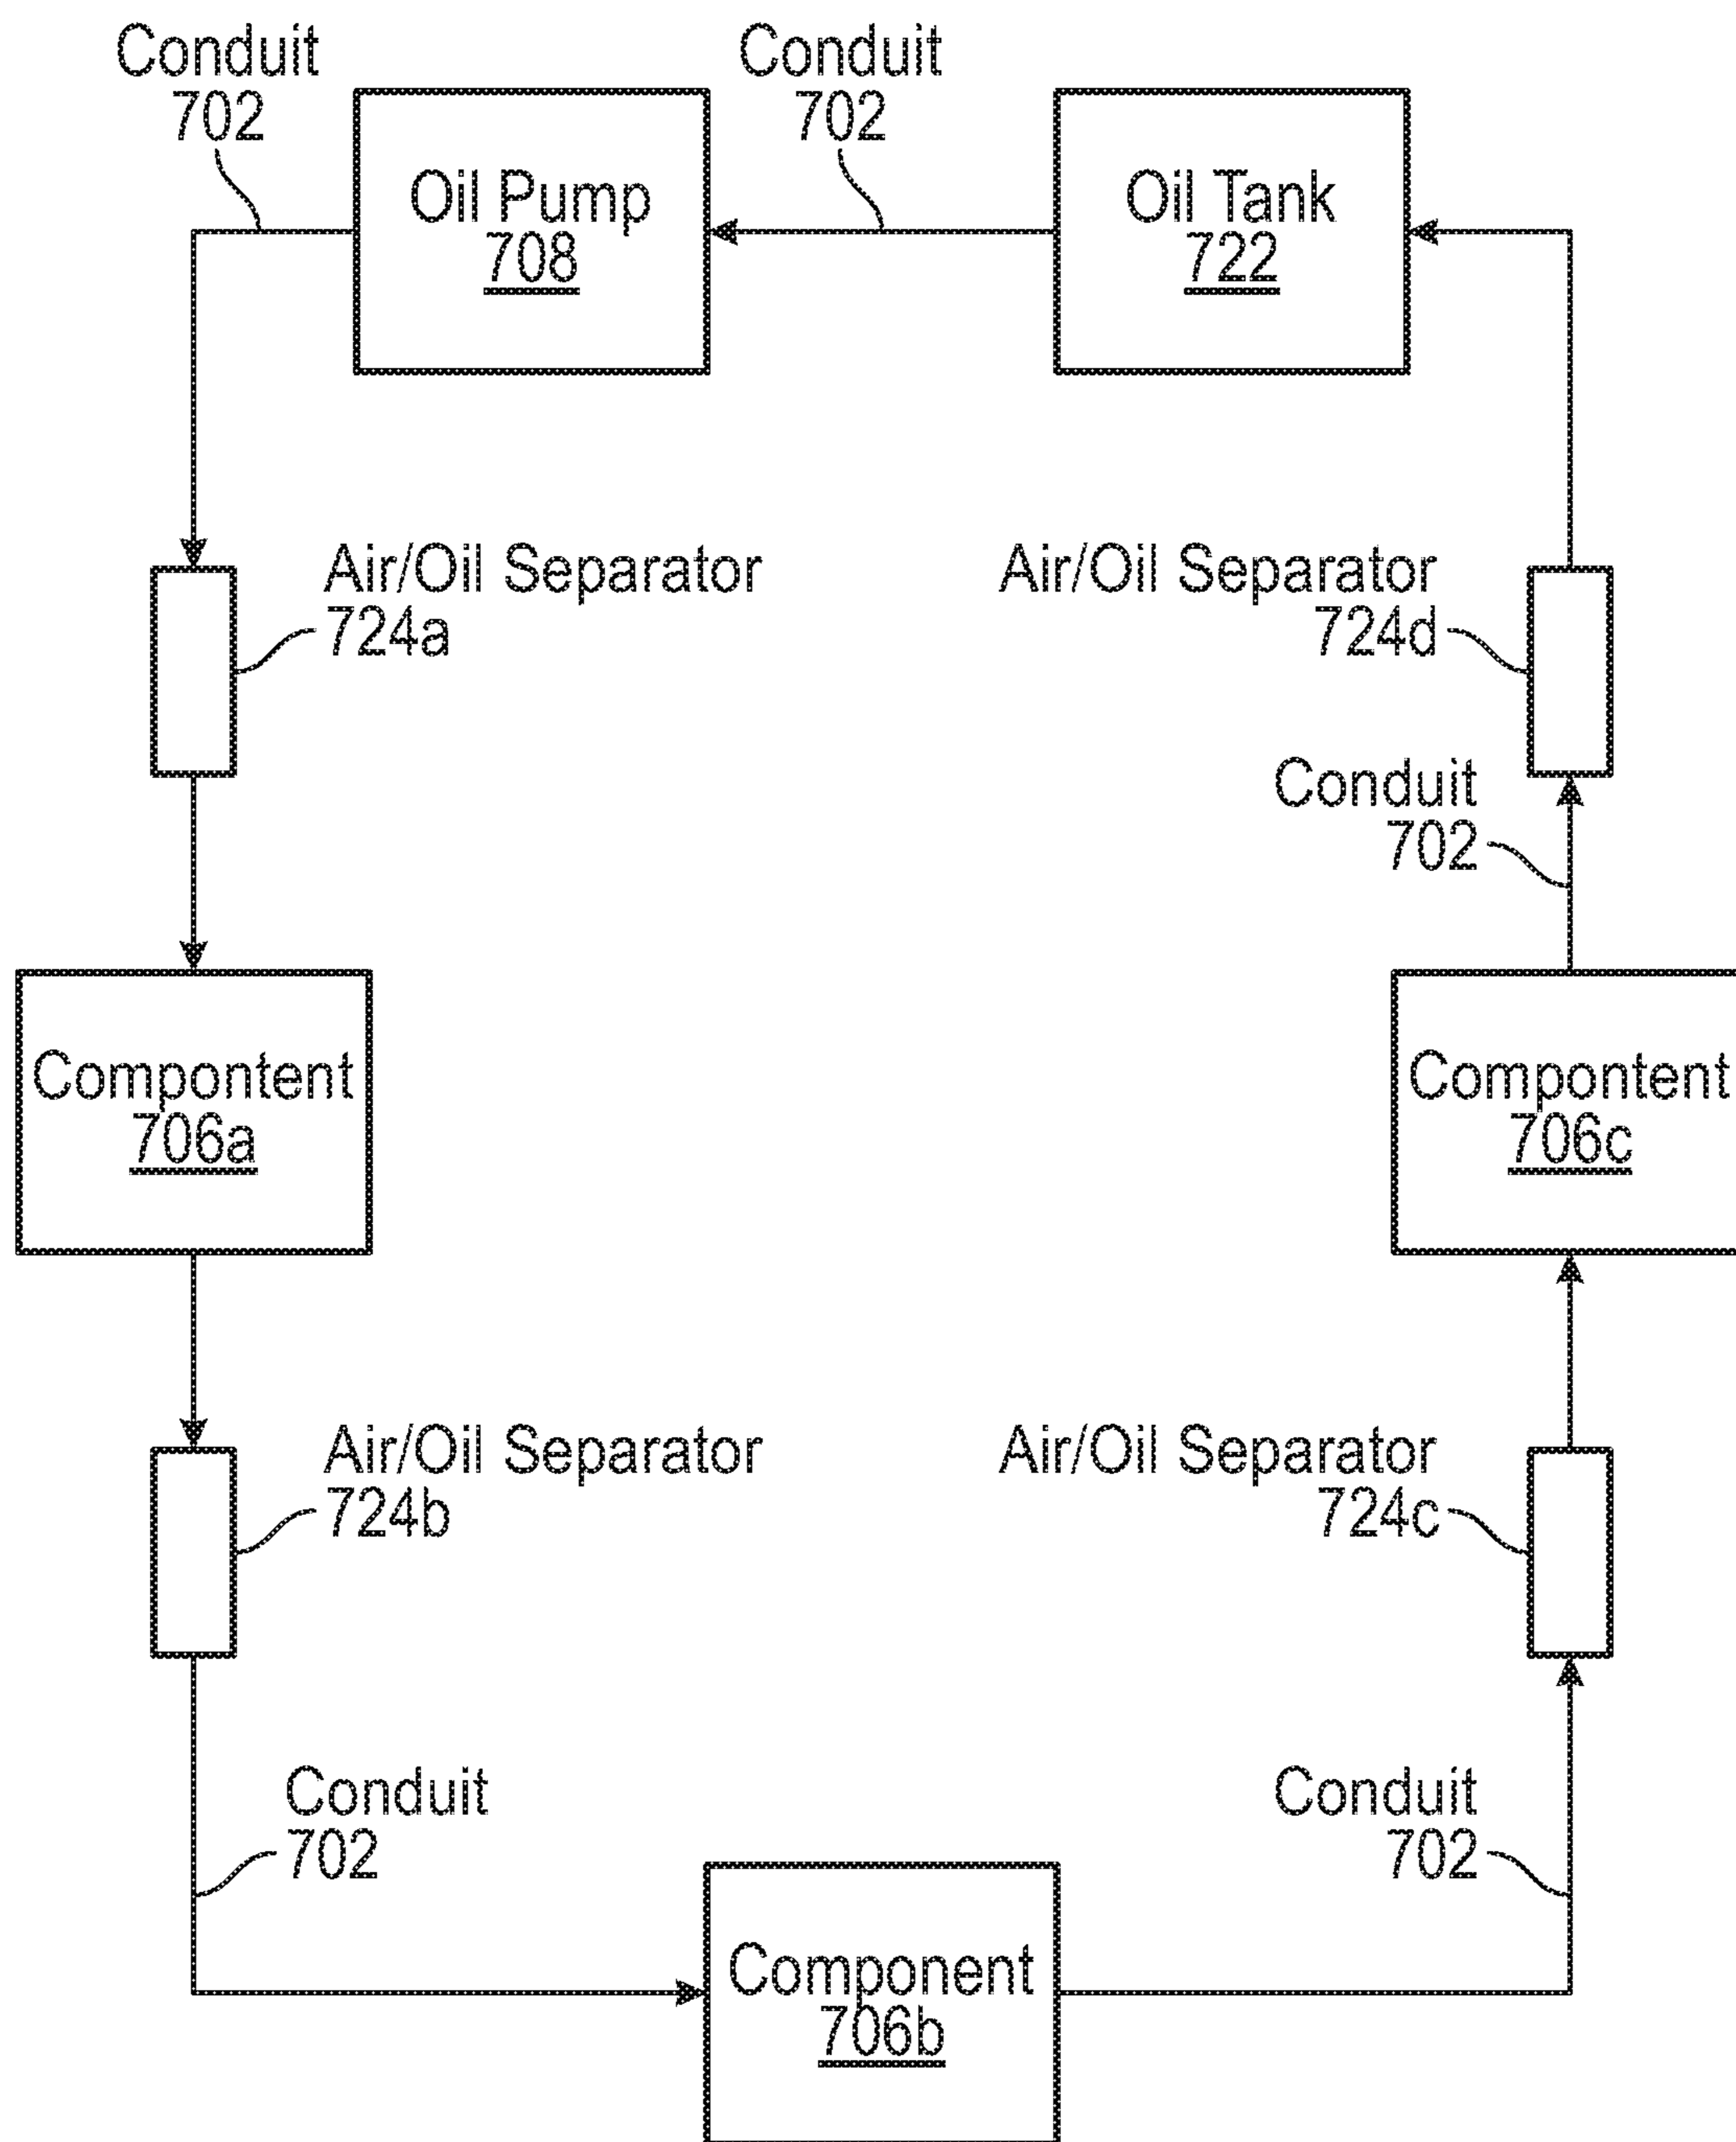 Conduit
702
Conduit
702
Oil Pump
708
Oil Tank
722
Air/Oil Separator
724a
Air/Oil Separator
724d
Conduit
702
Compontent
706a
Compontent
706c
Air/Oil Separator
724b
Air/Oil Separator
724c
Conduit
702
Conduit
702
Component
706b